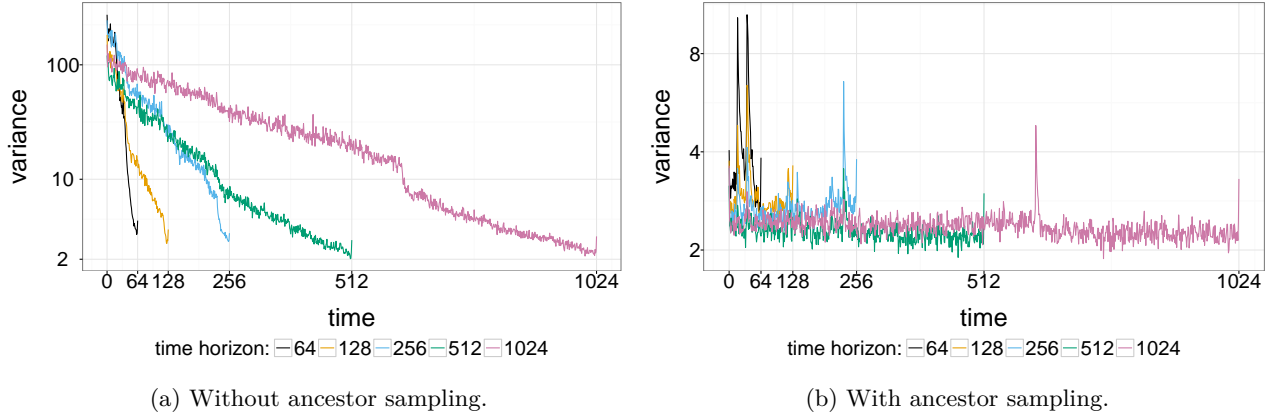 100
10
2
variance
0 64 128 256 512 1024
time
time horizon: 64 128 256 512 1024
(a) Without ancestor sampling.
8
4
2
variance
0 64 128 256 512 1024
time
time horizon: 64 128 256 512 1024
(b) With ancestor sampling.